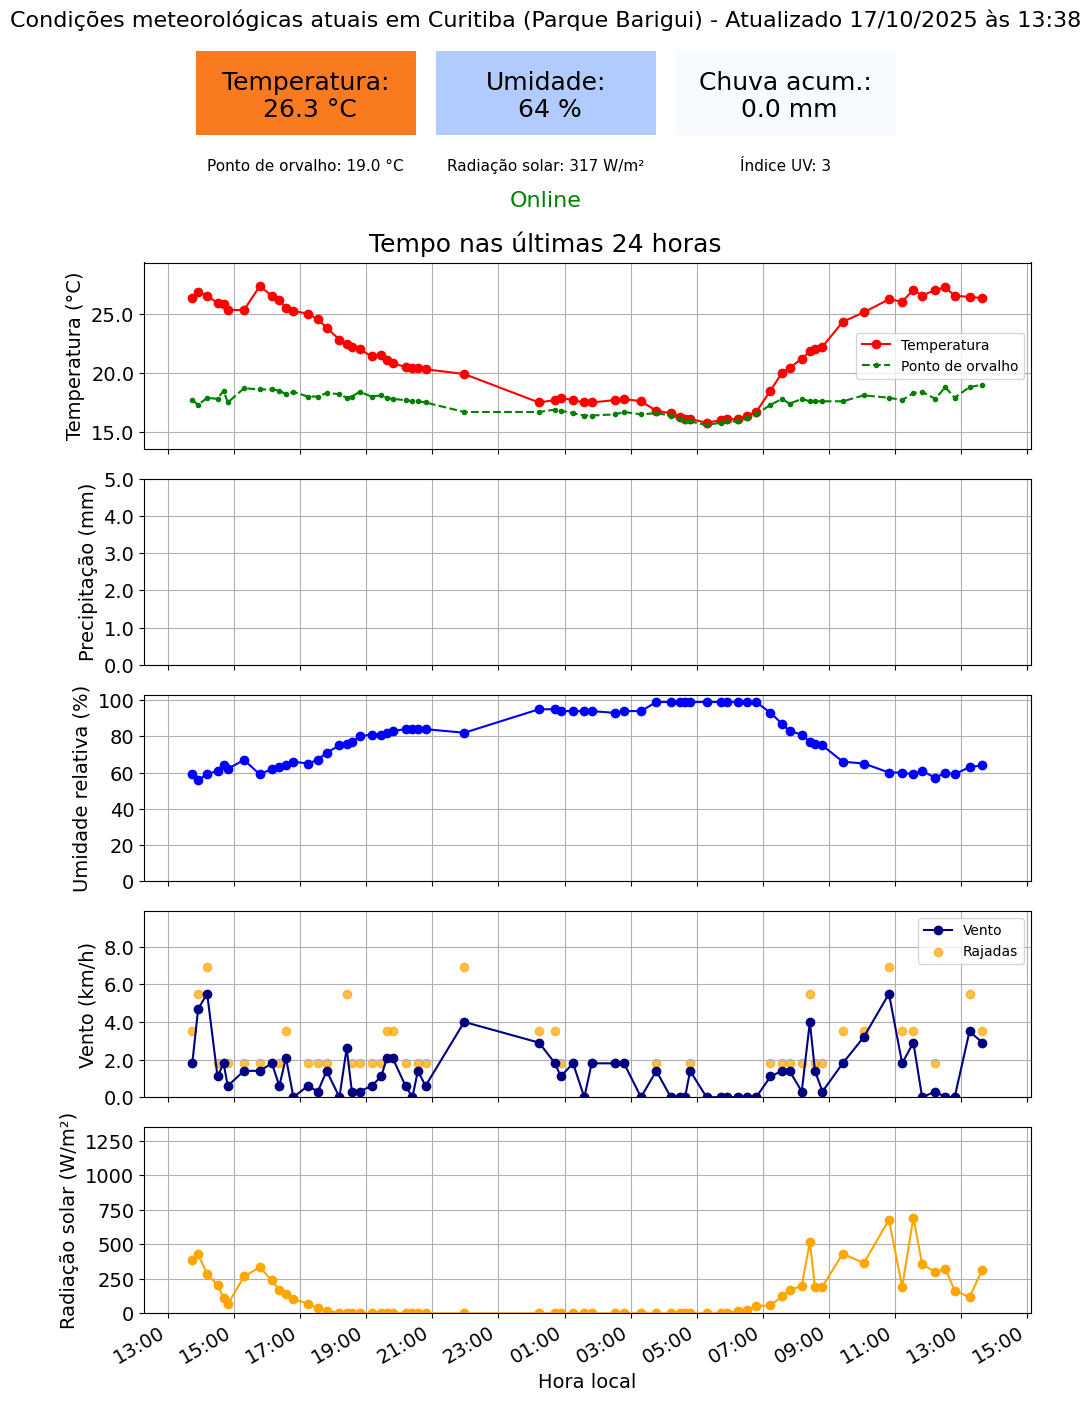 Condições meteorológicas atuais em Curitiba (Parque Barigui) - Atualizado 17/10/2025 às 13:38
Temperatura:
26.3 °C
Umidade:
64 %
Chuva acum.:
0.0 mm
Ponto de orvalho: 19.0 °C
Radiação solar: 317 W/m²
Índice UV: 3
Online
Tempo nas últimas 24 horas
Temperatura (°C)
25.0
20.0
15.0
Temperatura
Ponto de orvalho
Precipitação (mm)
5.0
4.0
3.0
2.0
1.0
0.0
Umidade relativa (%)
100
80
60
40
20
0
Vento (km/h)
8.0
6.0
4.0
2.0
0.0
Vento
Rajadas
Radiação solar (W/m²)
1250
1000
750
500
250
0
13:00
15:00
17:00
19:00
21:00
23:00
01:00
03:00
05:00
07:00
09:00
11:00
13:00
15:00
Hora local